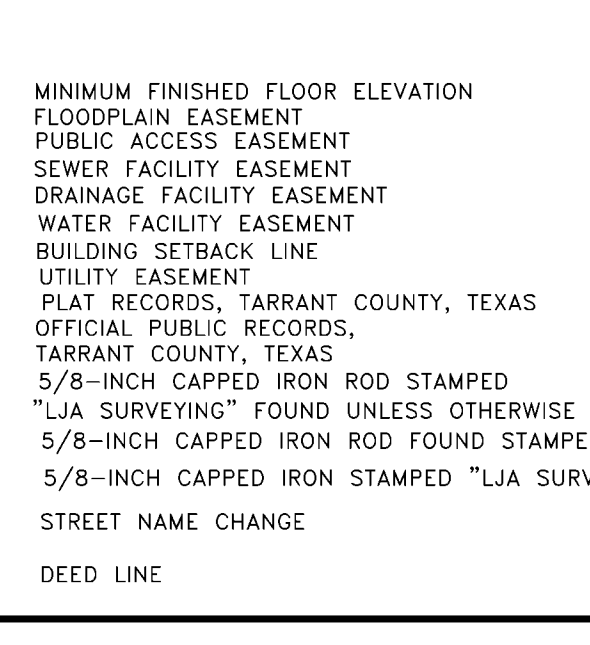 MINIMUM FINISHED FLOOR ELEVATION
FLOODPLAIN EASEMENT
PUBLIC ACCESS EASEMENT
SEWER FACILITY EASEMENT
DRAINAGE FACILITY EASEMENT
WATER FACILITY EASEMENT
BUILDING SETBACK LINE
UTILITY EASEMENT
PLAT RECORDS, TARRANT COUNTY, TEXAS
OFFICIAL PUBLIC RECORDS,
TARRANT COUNTY, TEXAS
5/8-INCH CAPPED IRON ROD STAMPED
"LJA SURVEYING" FOUND UNLESS OTHERWISE
5/8-INCH CAPPED IRON ROD FOUND STAMPE
5/8-INCH CAPPED IRON STAMPED "LJA SURV
STREET NAME CHANGE
DEED LINE